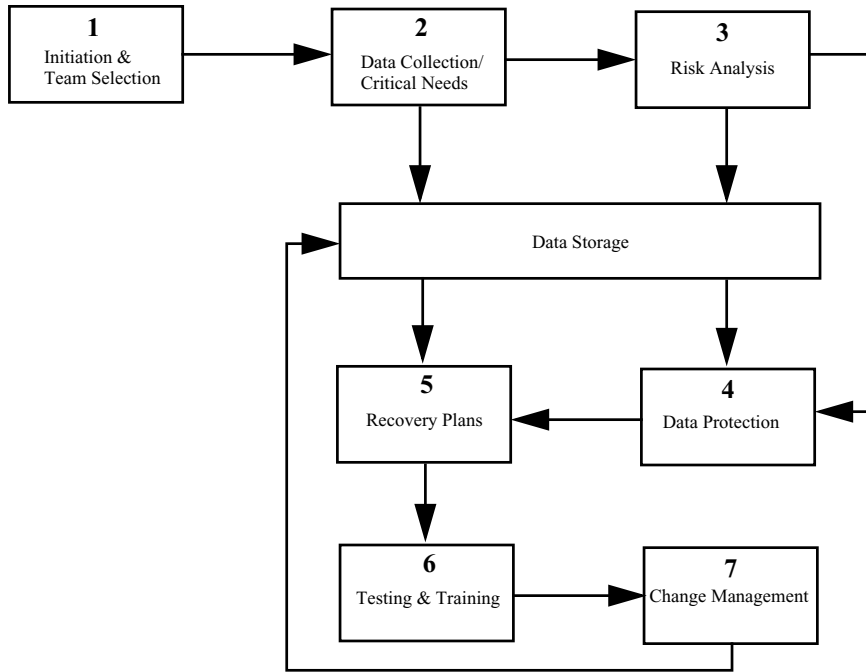 1
Initiation &
Team Selection
2
Data Collection/
Critical Needs
3
Risk Analysis
Data Storage
5
Recovery Plans
4
Data Protection
6
Testing & Training
7
Change Management